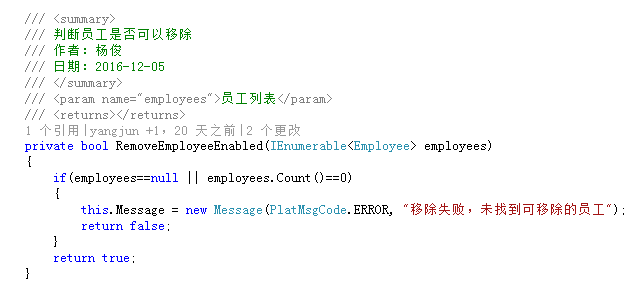 /// <summary>
/// 判断员工是否可以移除
/// 作者: 杨俊
/// 日期: 2016-12-05
/// </summary>
/// <param name="employees">员工列表</param>
/// <returns></returns>
1 个引用|yangjun +1, 20 天之前|2 个更改
private bool RemoveEmployeeEnabled(IEnumerable<Employee> employees)
{
if(employees==null || employees.Count()==0)
{
this.Message = new Message(PlatMsgCode.ERROR, "移除失败，未找到可移除的员工");
return false;
}
return true;
}